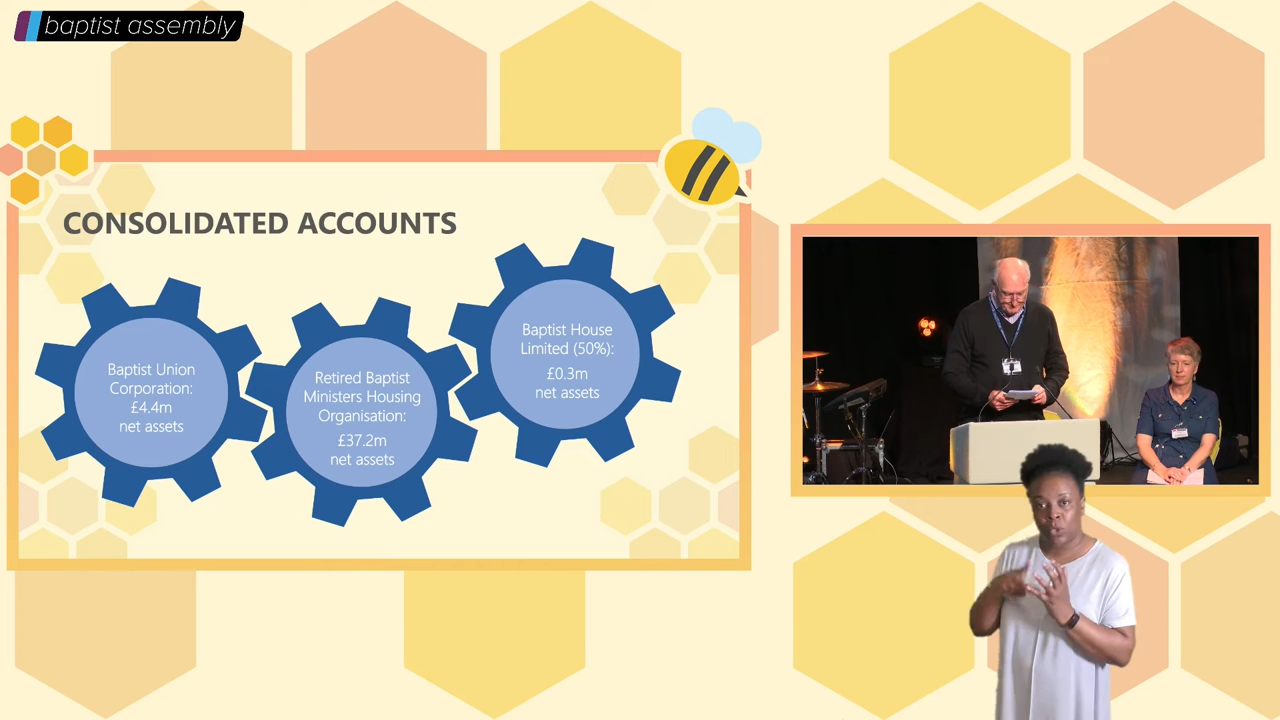 baptist assembly
CONSOLIDATED ACCOUNTS
Baptist Union
Corporation:
£4.4m
net assets
Retired Baptist
Ministers Housing
Organisation:
£37.2m
net assets
Baptist House
Limited (50%):
£0.3m
net assets